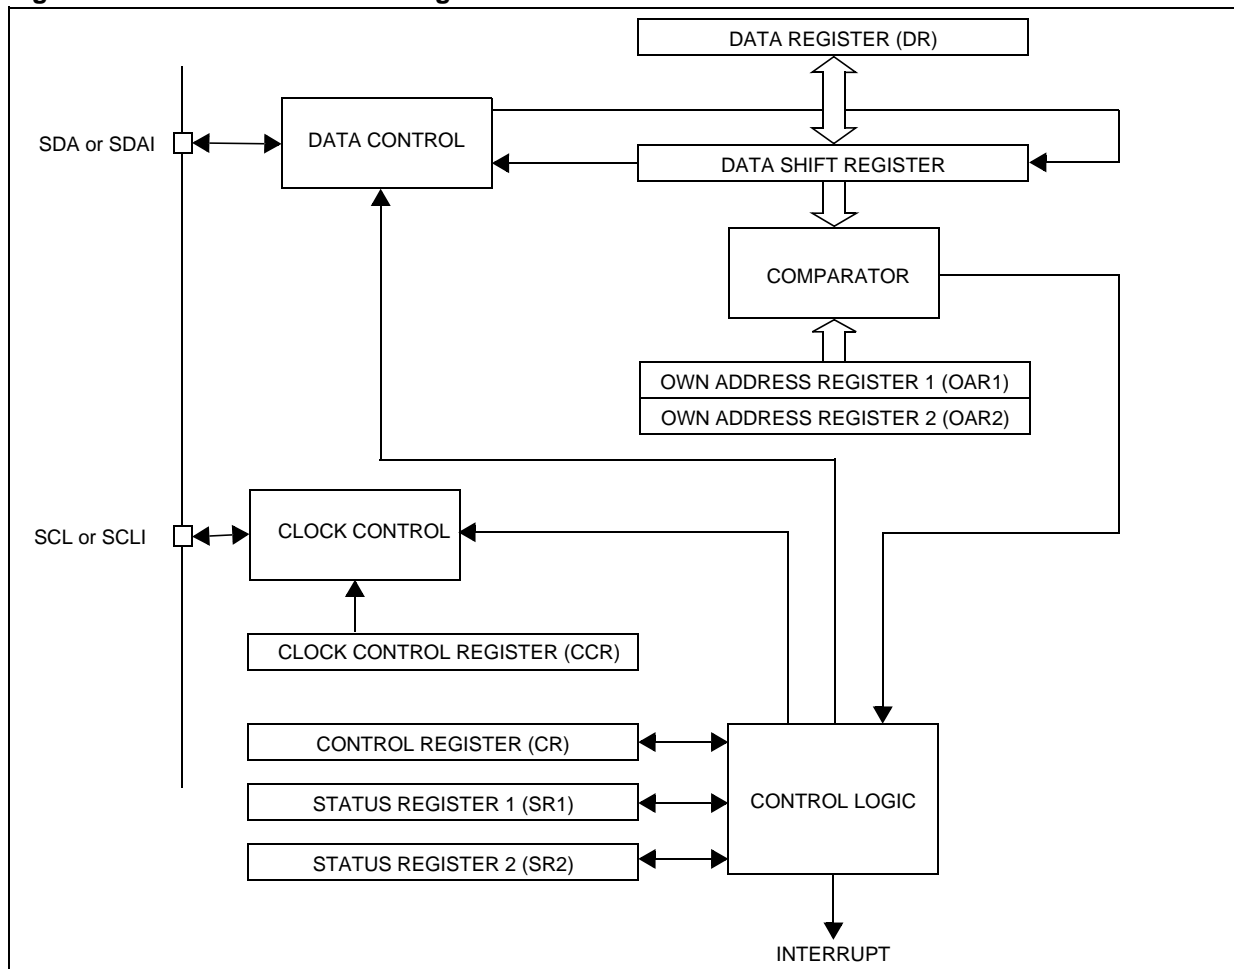 DATA REGISTER (DR)
SDA or SDAI
DATA CONTROL
DATA SHIFT REGISTER
COMPARATOR
OWN ADDRESS REGISTER 1 (OAR1)
OWN ADDRESS REGISTER 2 (OAR2)
SCL or SCLI
CLOCK CONTROL
CLOCK CONTROL REGISTER (CCR)
CONTROL REGISTER (CR)
STATUS REGISTER 1 (SR1)
CONTROL LOGIC
STATUS REGISTER 2 (SR2)
INTERRUPT